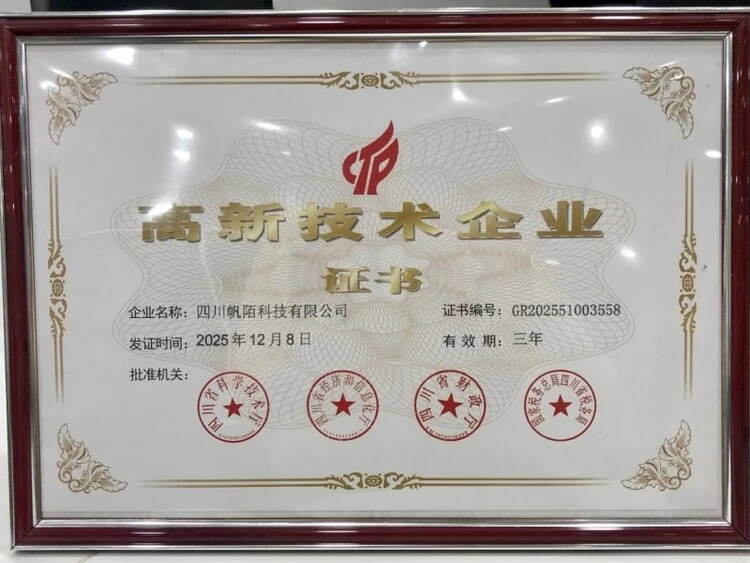 高新技术企业
证书
企业名称：四川帆陌科技有限公司
证书编号：GR202551003558
发证时间：2025年12月8日
有效期：三年
批准机关：
四川省科学技术厅
四川省经济和信息化厅
四川省财政厅
国家税务总局四川省税务局